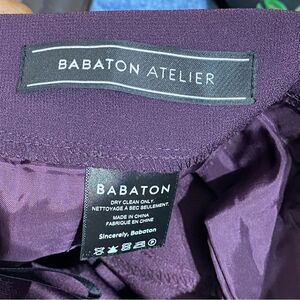 BABATON ATELIER
BABATON
DRY CLEAN ONLY.
NETTOYAGE À SEC SEULEMENT.
MADE IN CHINA
FABRIQUÉ EN CHINE
Sincerely, Babaton